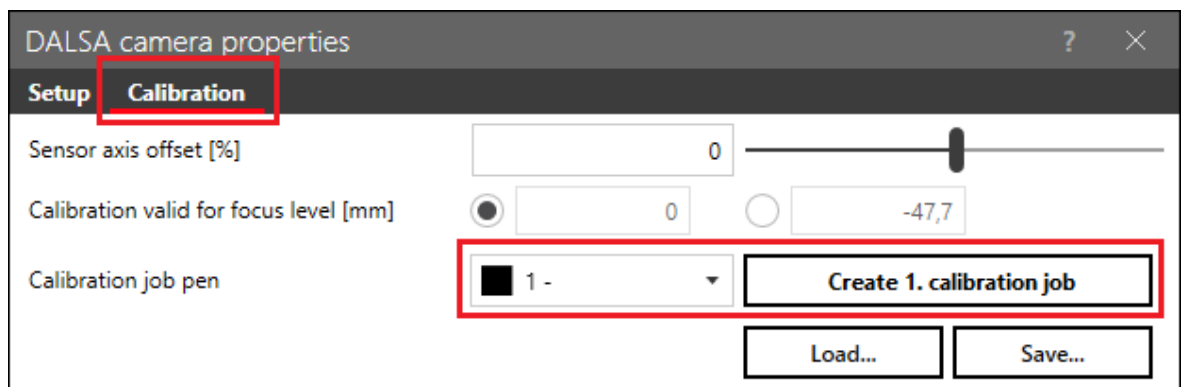 DALSA camera properties ?
Setup Calibration
Sensor axis offset [%] 0
Calibration valid for focus level [mm] 0 -47,7
Calibration job pen 1 - Create 1. calibration job
Load... Save...